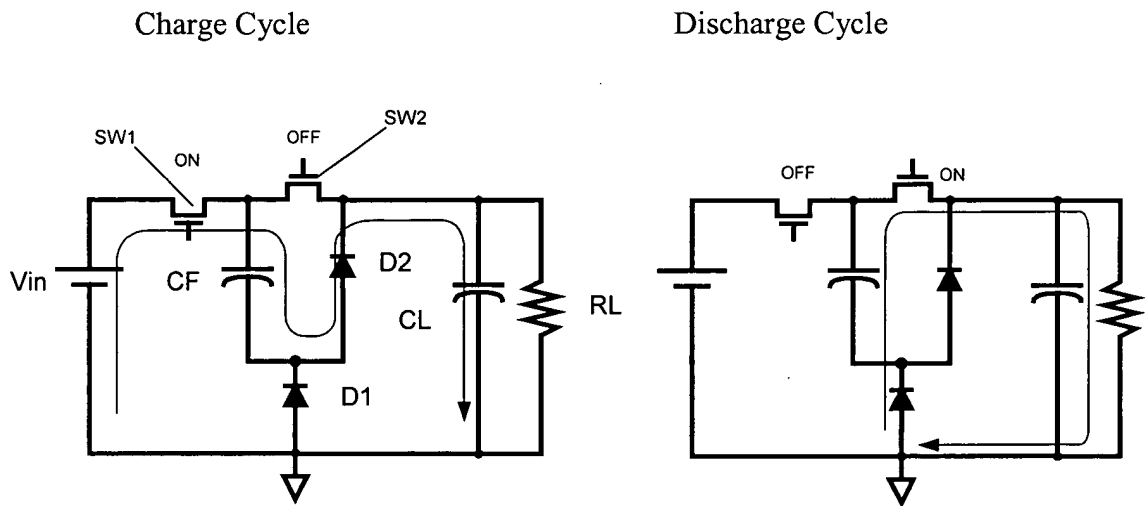 Charge Cycle
Discharge Cycle
SW1
ON
OFF
SW2
Vin
CF
D2
CL
RL
D1
OFF
ON